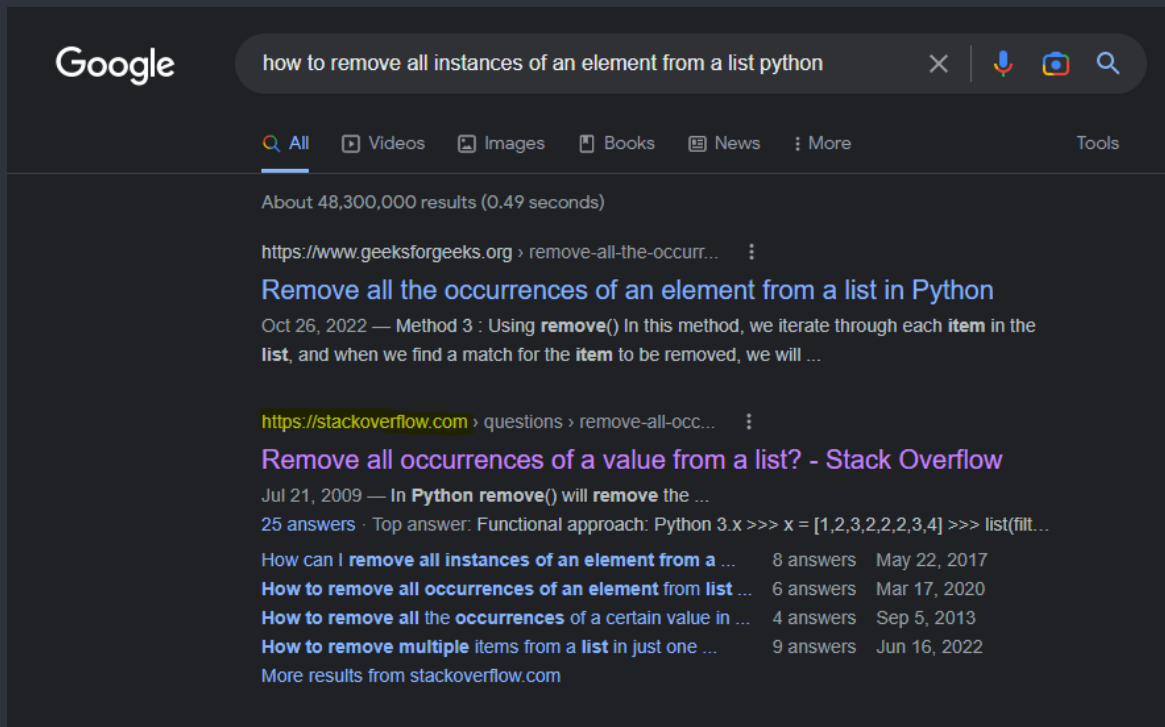 Google
how to remove all instances of an element from a list python
All Videos Images Books News More Tools
About 48,300,000 results (0.49 seconds)
https://www.geeksforgeeks.org › remove-all-the-occurr...
Remove all the occurrences of an element from a list in Python
Oct 26, 2022 — Method 3 : Using remove() In this method, we iterate through each item in the
list, and when we find a match for the item to be removed, we will ...
https://stackoverflow.com › questions › remove-all-occ...
Remove all occurrences of a value from a list? - Stack Overflow
Jul 21, 2009 — In Python remove() will remove the ...
25 answers · Top answer: Functional approach: Python 3.x >>> x = [1,2,3,2,2,2,3,4] >>> list(filt...
How can I remove all instances of an element from a ... 8 answers May 22, 2017
How to remove all occurrences of an element from list ... 6 answers Mar 17, 2020
How to remove all the occurrences of a certain value in ... 4 answers Sep 5, 2013
How to remove multiple items from a list in just one ... 9 answers Jun 16, 2022
More results from stackoverflow.com